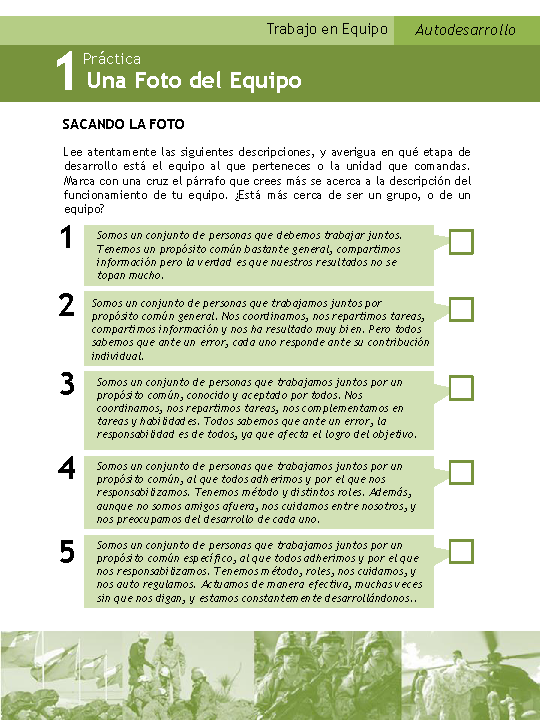 Trabajo en Equipo
Autodesarrollo
1
Práctica
Una Foto del Equipo
SACANDO LA FOTO
Lee atentamente las siguientes descripciones, y averigua en qué etapa de
desarrollo está el equipo al que perteneces o la unidad que comandas.
Marca con una cruz el párrafo que crees más se acerca a la descripción del
funcionamiento de tu equipo. ¿Está más cerca de ser un grupo, o de un
equipo?
1
Somos un conjunto de personas que debemos trabajar juntos.
Tenemos un propósito común bastante general, compartimos
información pero la verdad es que nuestros resultados no se
topan mucho.
2
Somos un conjunto de personas que trabajamos juntos por
propósito común general. Nos coordinamos, nos repartimos tareas,
compartimos información y nos ha resultado muy bien. Pero todos
sabemos que ante un error, cada uno responde ante su contribución
individual.
3
Somos un conjunto de personas que trabajamos juntos por un
propósito común, conocido y aceptado por todos. Nos
coordinamos, nos repartimos tareas, nos complementamos en
tareas y habilidades. Todos sabemos que ante un error, la
responsabilidad es de todos, ya que afecta el logro del objetivo.
4
Somos un conjunto de personas que trabajamos juntos por un
propósito común, al que todos adherimos y por el que nos
responsabilizamos. Tenemos método y distintos roles. Además,
aunque no somos amigos afuera, nos cuidamos entre nosotros, y
nos preocupamos del desarrollo de cada uno.
5
Somos un conjunto de personas que trabajamos juntos por un
propósito común específico, al que todos adherimos y por el que
nos responsabilizamos. Tenemos método, roles, nos cuidamos, y
nos auto regulamos. Actuamos de manera efectiva, muchas veces
sin que nos digan, y estamos constantemente desarrollándonos..